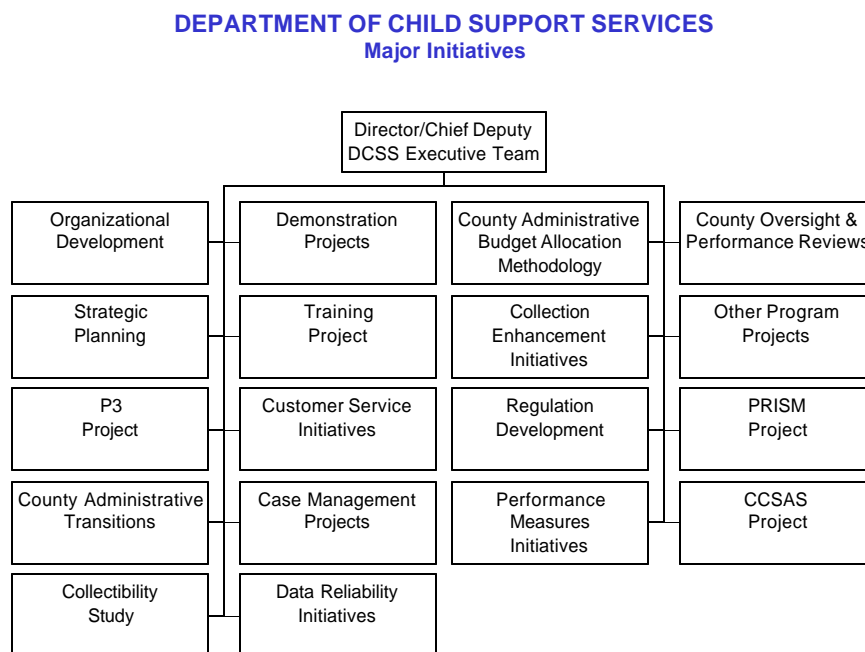 DEPARTMENT OF CHILD SUPPORT SERVICES
Major Initiatives
Director/Chief Deputy
DCSS Executive Team
Organizational
Development
Demonstration
Projects
County Administrative
Budget Allocation
Methodology
County Oversight &
Performance Reviews
Strategic
Planning
Training
Project
Collection
Enhancement
Initiatives
Other Program
Projects
P3
Project
Customer Service
Initiatives
Regulation
Development
PRISM
Project
County Administrative
Transitions
Case Management
Projects
Performance
Measures
Initiatives
CCSAS
Project
Collectibility
Study
Data Reliability
Initiatives